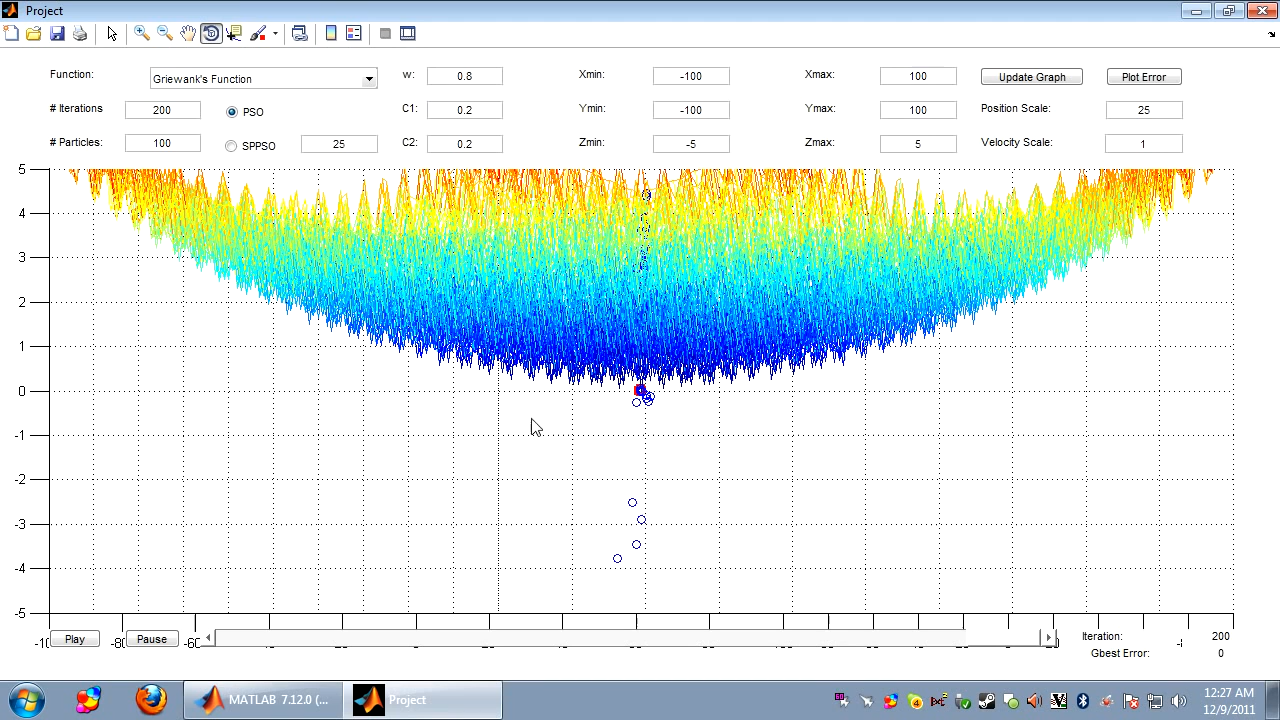 Project
Function: Griewank's Function w: 0.8 Xmin: -100 Xmax: 100 Update Graph Plot Error
# Iterations 200 PSO C1: 0.2 Ymin: -100 Ymax: 100 Position Scale: 25
# Particles: 100 SPPSO 25 C2: 0.2 Zmin: -5 Zmax: 5 Velocity Scale: 1
5
4
3
2
1
0
-1
-2
-3
-4
-5
Play Pause Iteration: 200
Gbest Error: 0
MATLAB 7.12.0 (... Project 12:27 AM
12/9/2011